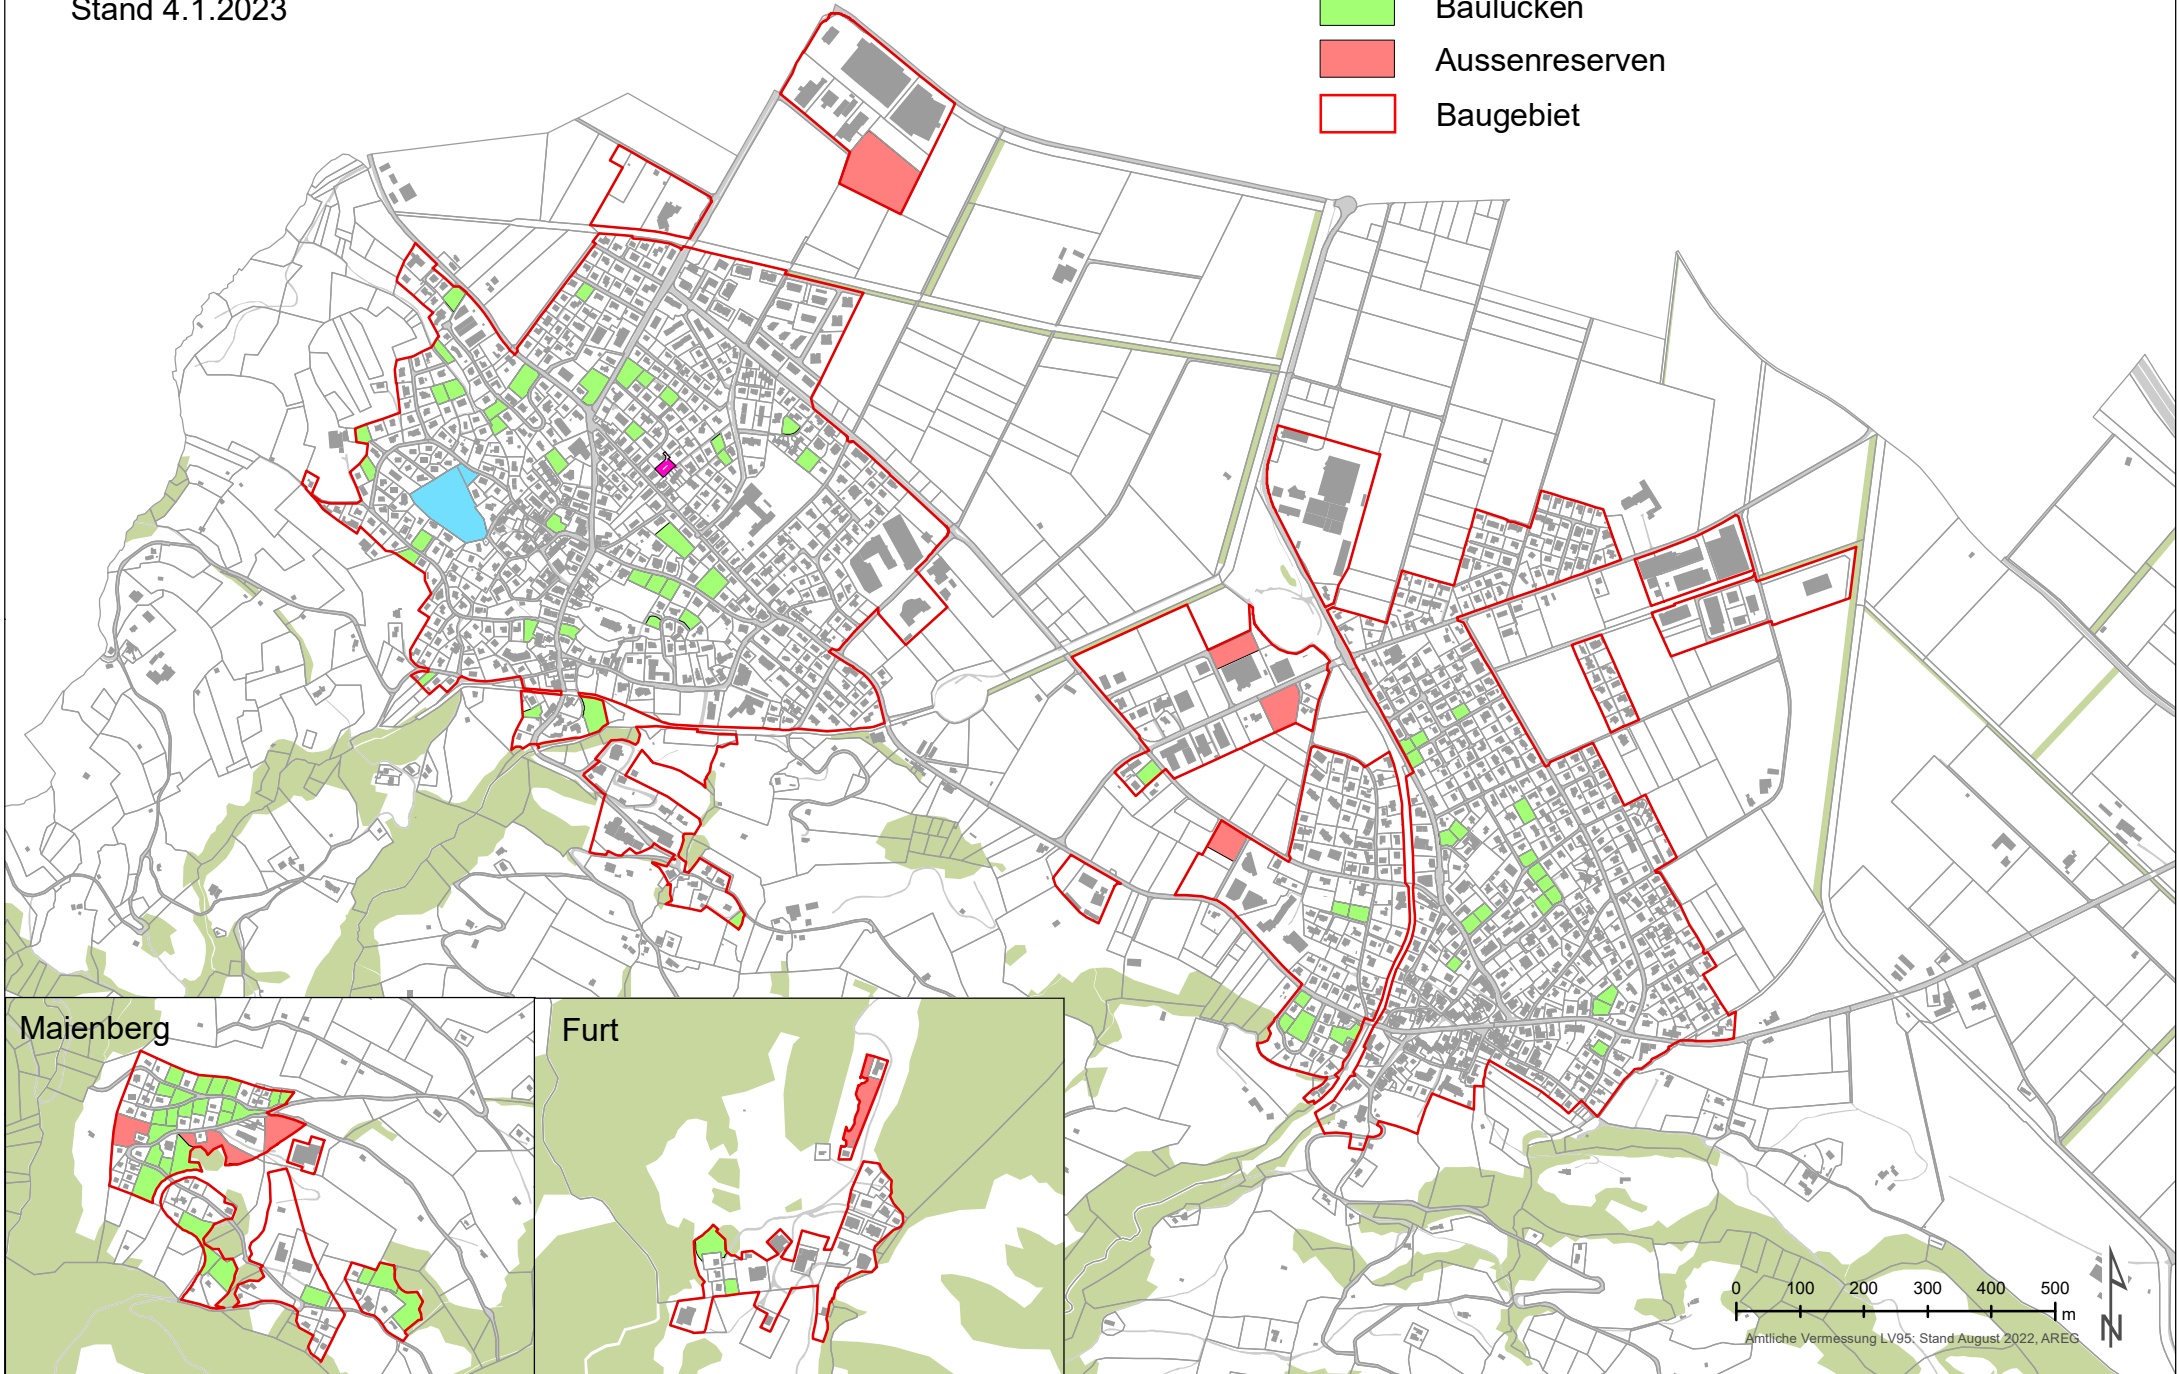 Stand 4.1.2023
Baulücken
Aussenreserven
Baugebiet
Maienberg
Furt
0 100 200 300 400 500
m
Amtliche Vermessung LV95: Stand August 2022, AREG
N